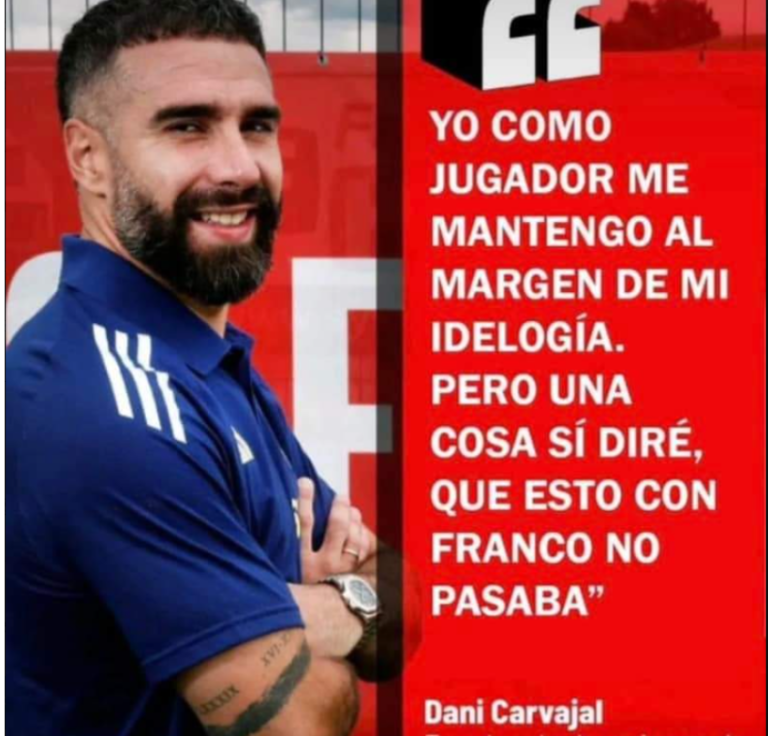 YO COMO
JUGADOR ME
MANTENGO AL
MARGEN DE MI
IDELOGÍA.
PERO UNA
COSA SÍ DIRÉ,
QUE ESTO CON
FRANCO NO
PASABA”
Dani Carvajal